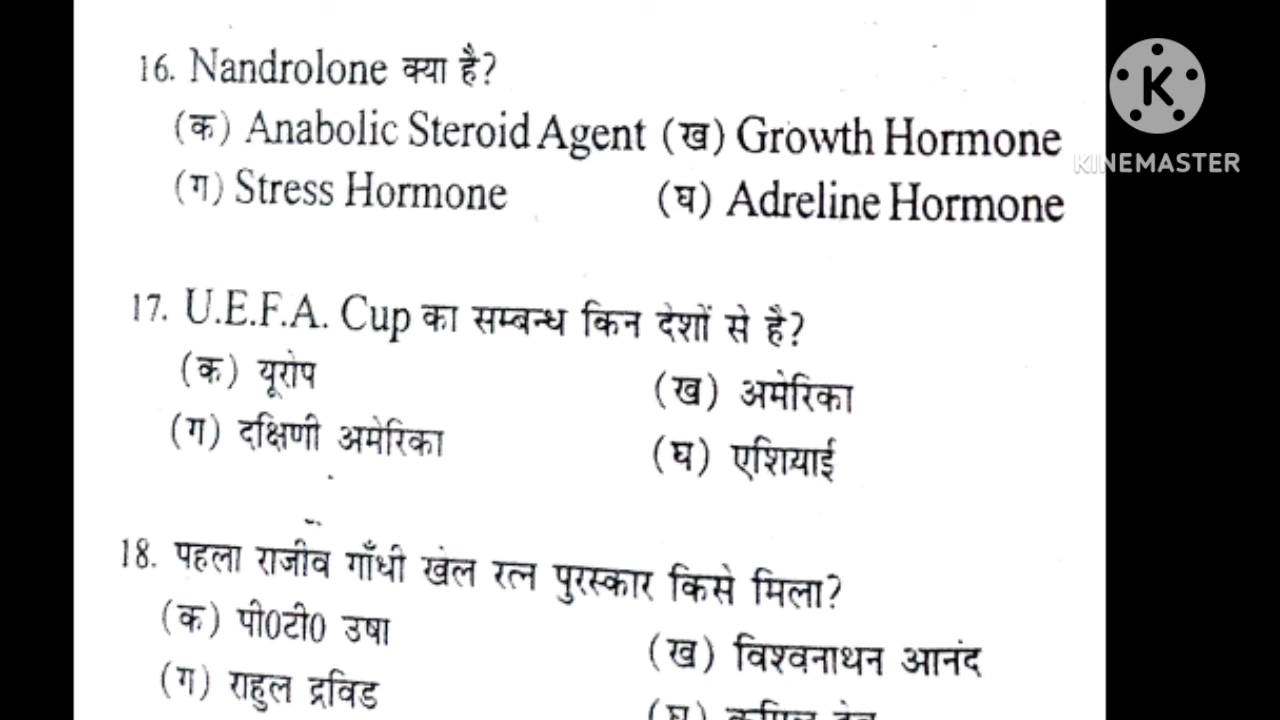 16. Nandrolone क्या है?
(क) Anabolic Steroid Agent (ख) Growth Hormone
(ग) Stress Hormone (घ) Adreline Hormone
17. U.E.F.A. Cup का सम्बन्ध किन देशों से है?
(क) यूरोप (ख) अमेरिका
(ग) दक्षिणी अमेरिका (घ) एशियाई
18. पहला राजीव गाँधी खेल रत्न पुरस्कार किसे मिला?
(क) पी0टी0 उषा (ख) विश्वनाथन आनंद
(ग) राहुल द्रविड (घ)
K
KINEMASTER